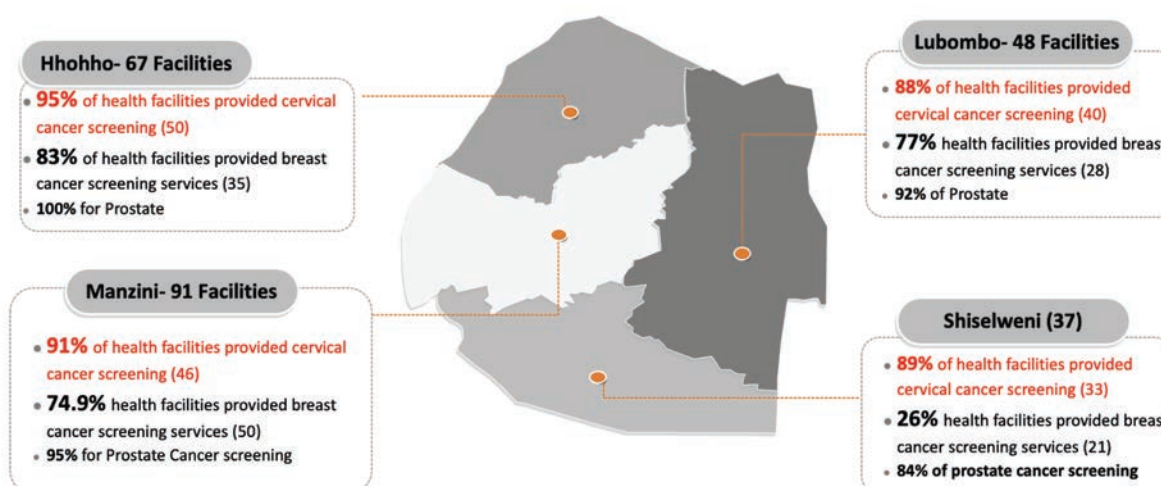 Hhohho- 67 Facilities
95% of health facilities provided cervical
cancer screening (50)
83% of health facilities provided breast
cancer screening services (35)
100% for Prostate
Manzini- 91 Facilities
91% of health facilities provided cervical
cancer screening (46)
74.9% health facilities provided breast
cancer screening services (50)
95% for Prostate Cancer screening
Lubombo- 48 Facilities
88% of health facilities provided
cervical cancer screening (40)
77% health facilities provided breas
cancer screening services (28)
92% of Prostate
Shiselweni (37)
89% of health facilities provided
cervical cancer screening (33)
26% health facilities provided breas
cancer screening services (21)
84% of prostate cancer screening